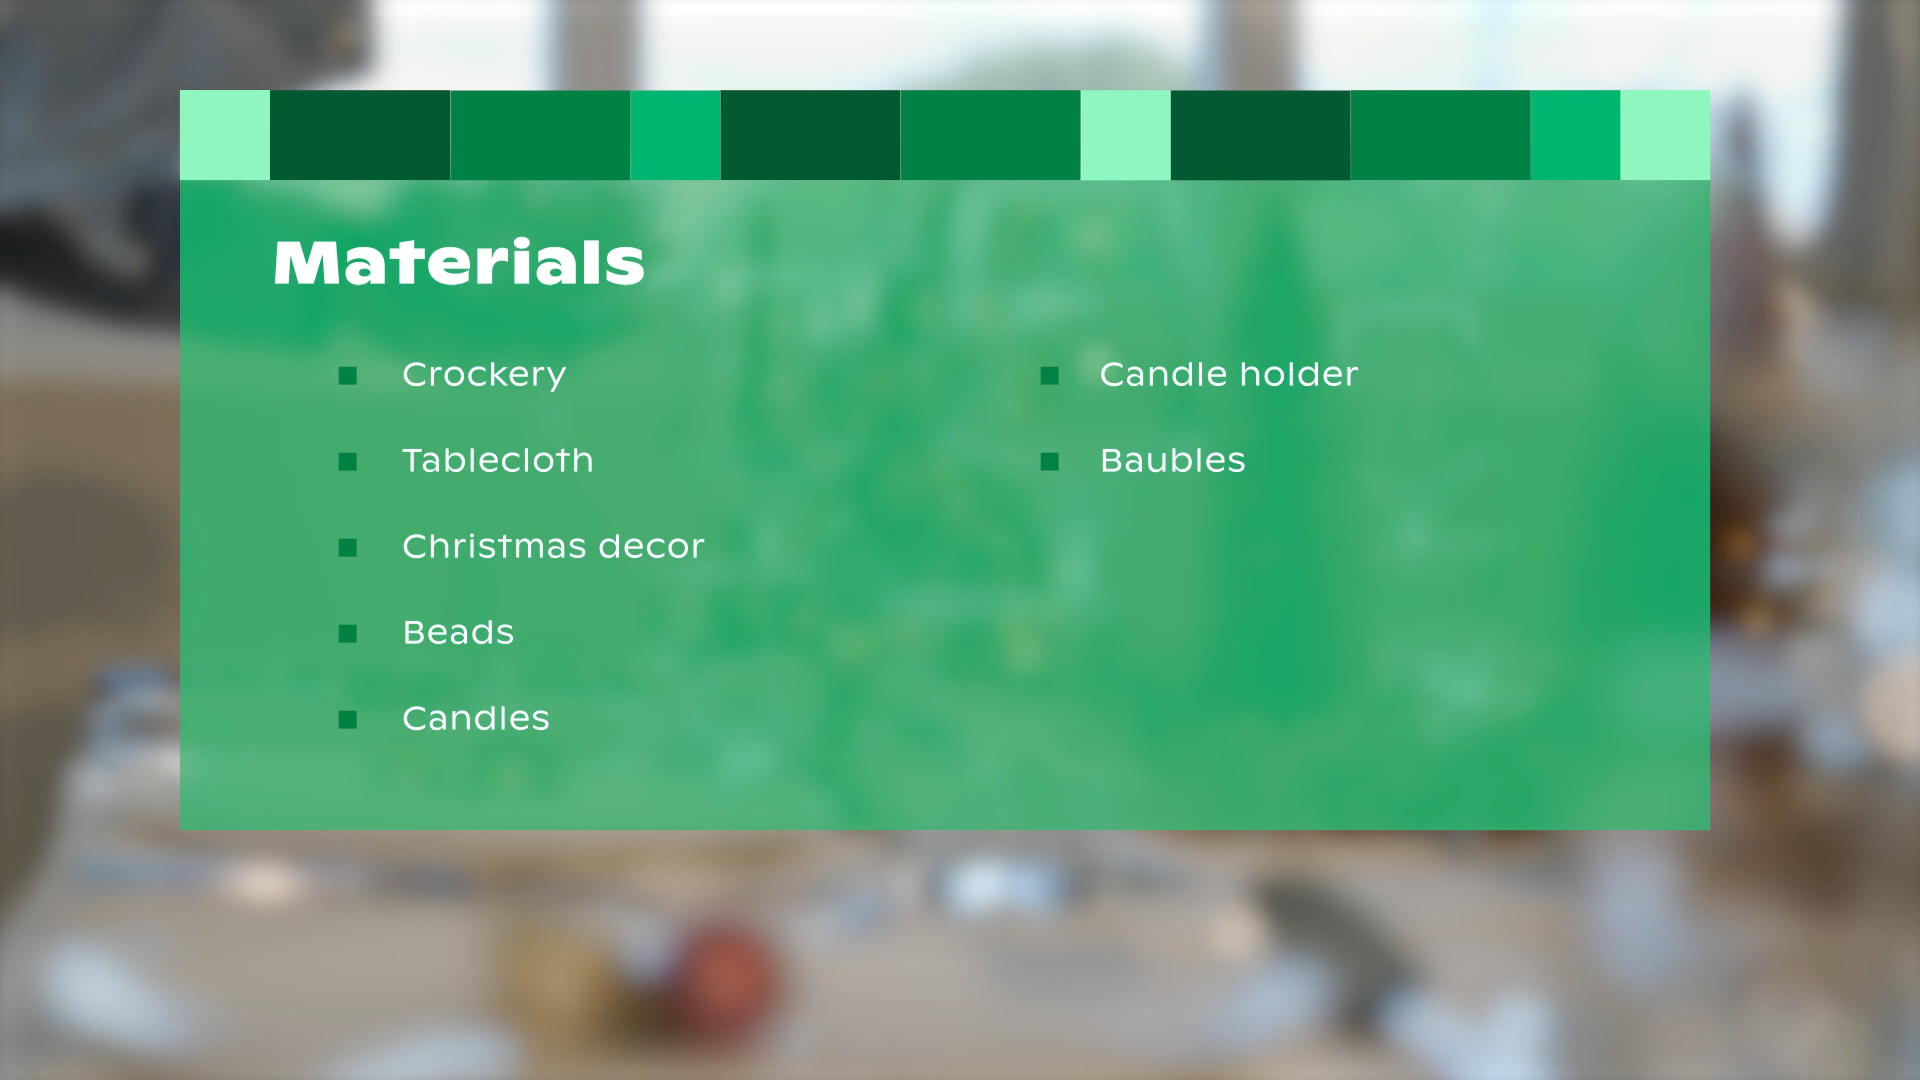 Materials
Crockery
Tablecloth
Christmas decor
Beads
Candles
Candle holder
Baubles